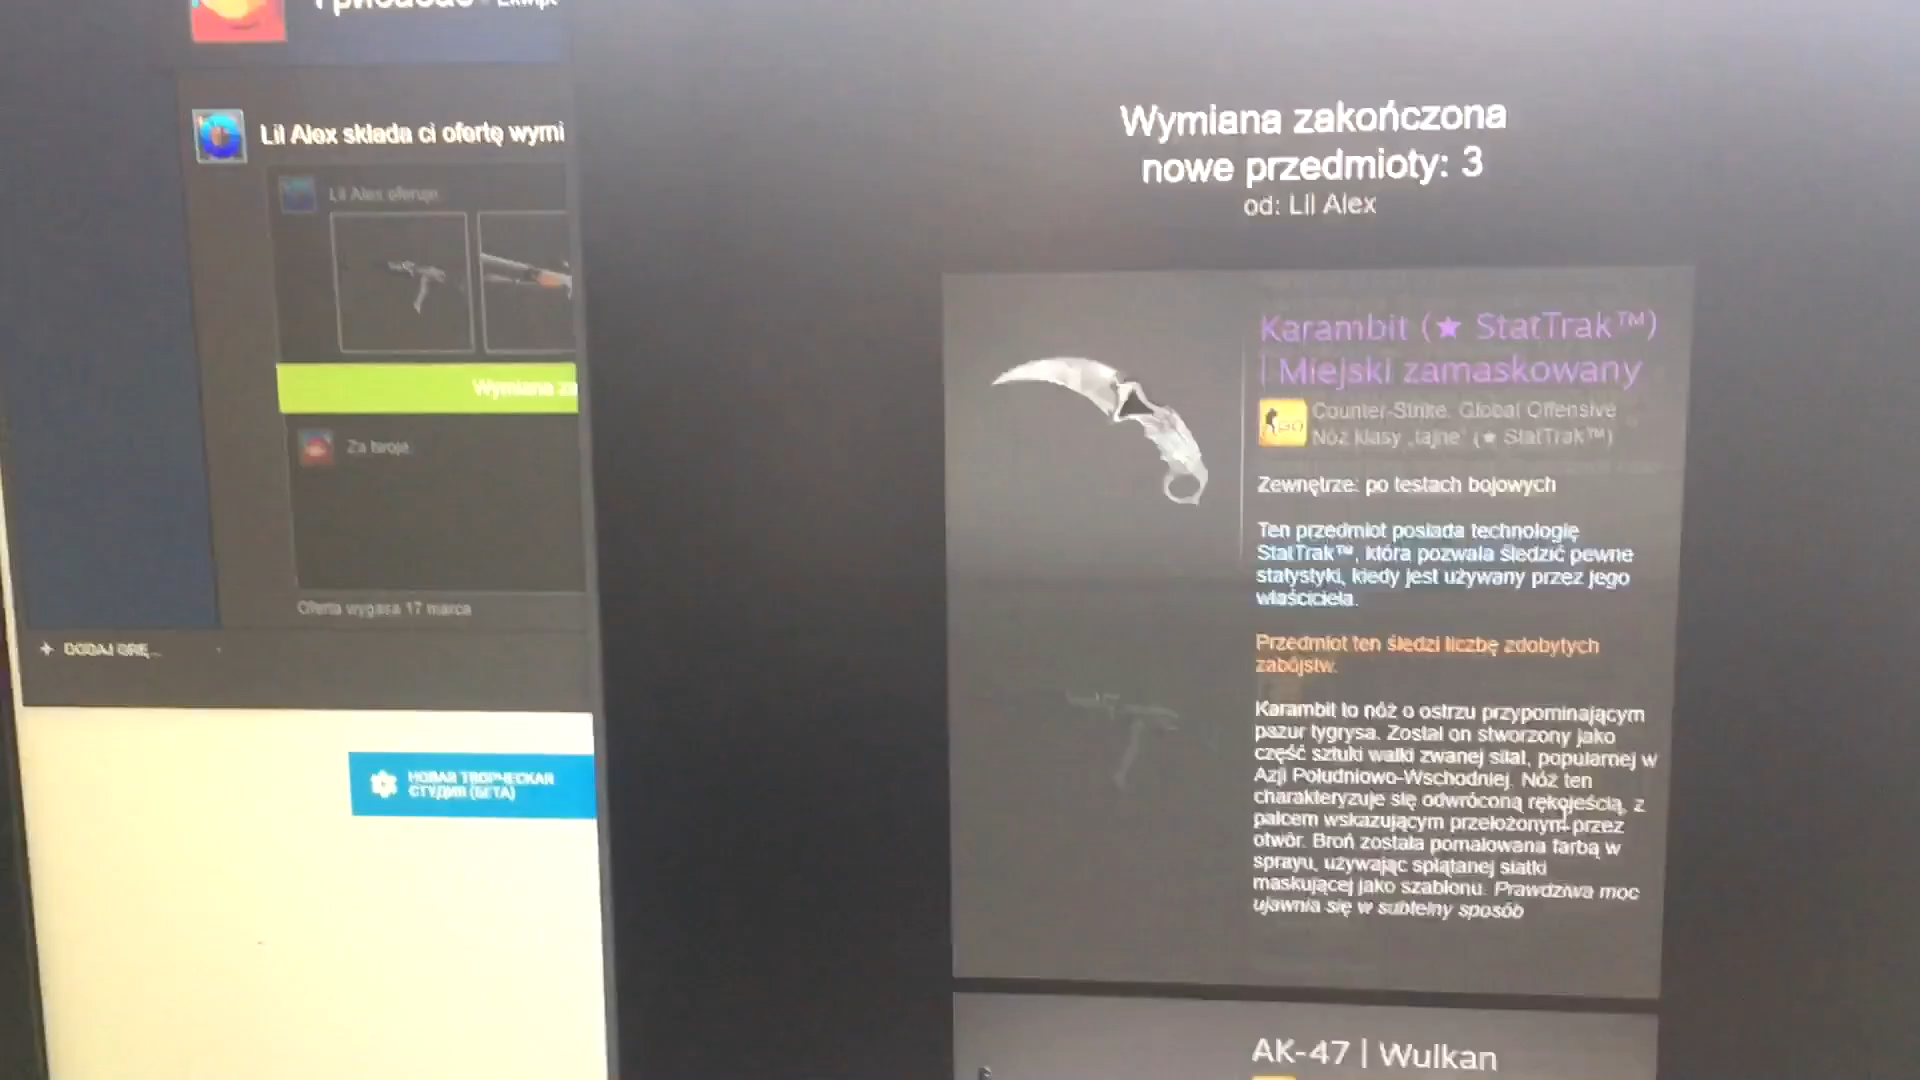 Lil Alex składa ci ofertę wymi
Lil Alex oferuje:
Wymiana za
Za twoje:
Oferta wygasa 17 marca
+ DODAJ GRĘ...
НОВАЯ ТВОРЧЕСКАЯ
СТУДИЯ (БЕТА)
Wymiana zakończona
nowe przedmioty: 3
od: Lil Alex
Karambit (★ StatTrak™)
| Miejski zamaskowany
Counter-Strike: Global Offensive
Nóż klasy „tajne” (★ StatTrak™)
Zewnętrze: po testach bojowych
Ten przedmiot posiada technologię
StatTrak™, która pozwala śledzić pewne
statystyki, kiedy jest używany przez jego
właściciela.
Przedmiot ten śledzi liczbę zdobytych
zabójstw.
Karambit to nóż o ostrzu przypominającym
pazur tygrysa. Został on stworzony jako
część sztuki walki zwanej silat, popularnej w
Azji Południowo-Wschodniej. Nóż ten
charakteryzuje się odwróconą rękojeścią, z
palcem wskazującym przełożonym przez
otwór. Broń została pomalowana farbą w
sprayu, używając splątanej siatki
maskującej jako szablonu. Prawdziwa moc
ujawnia się w subtelny sposób
AK-47 | Wulkan